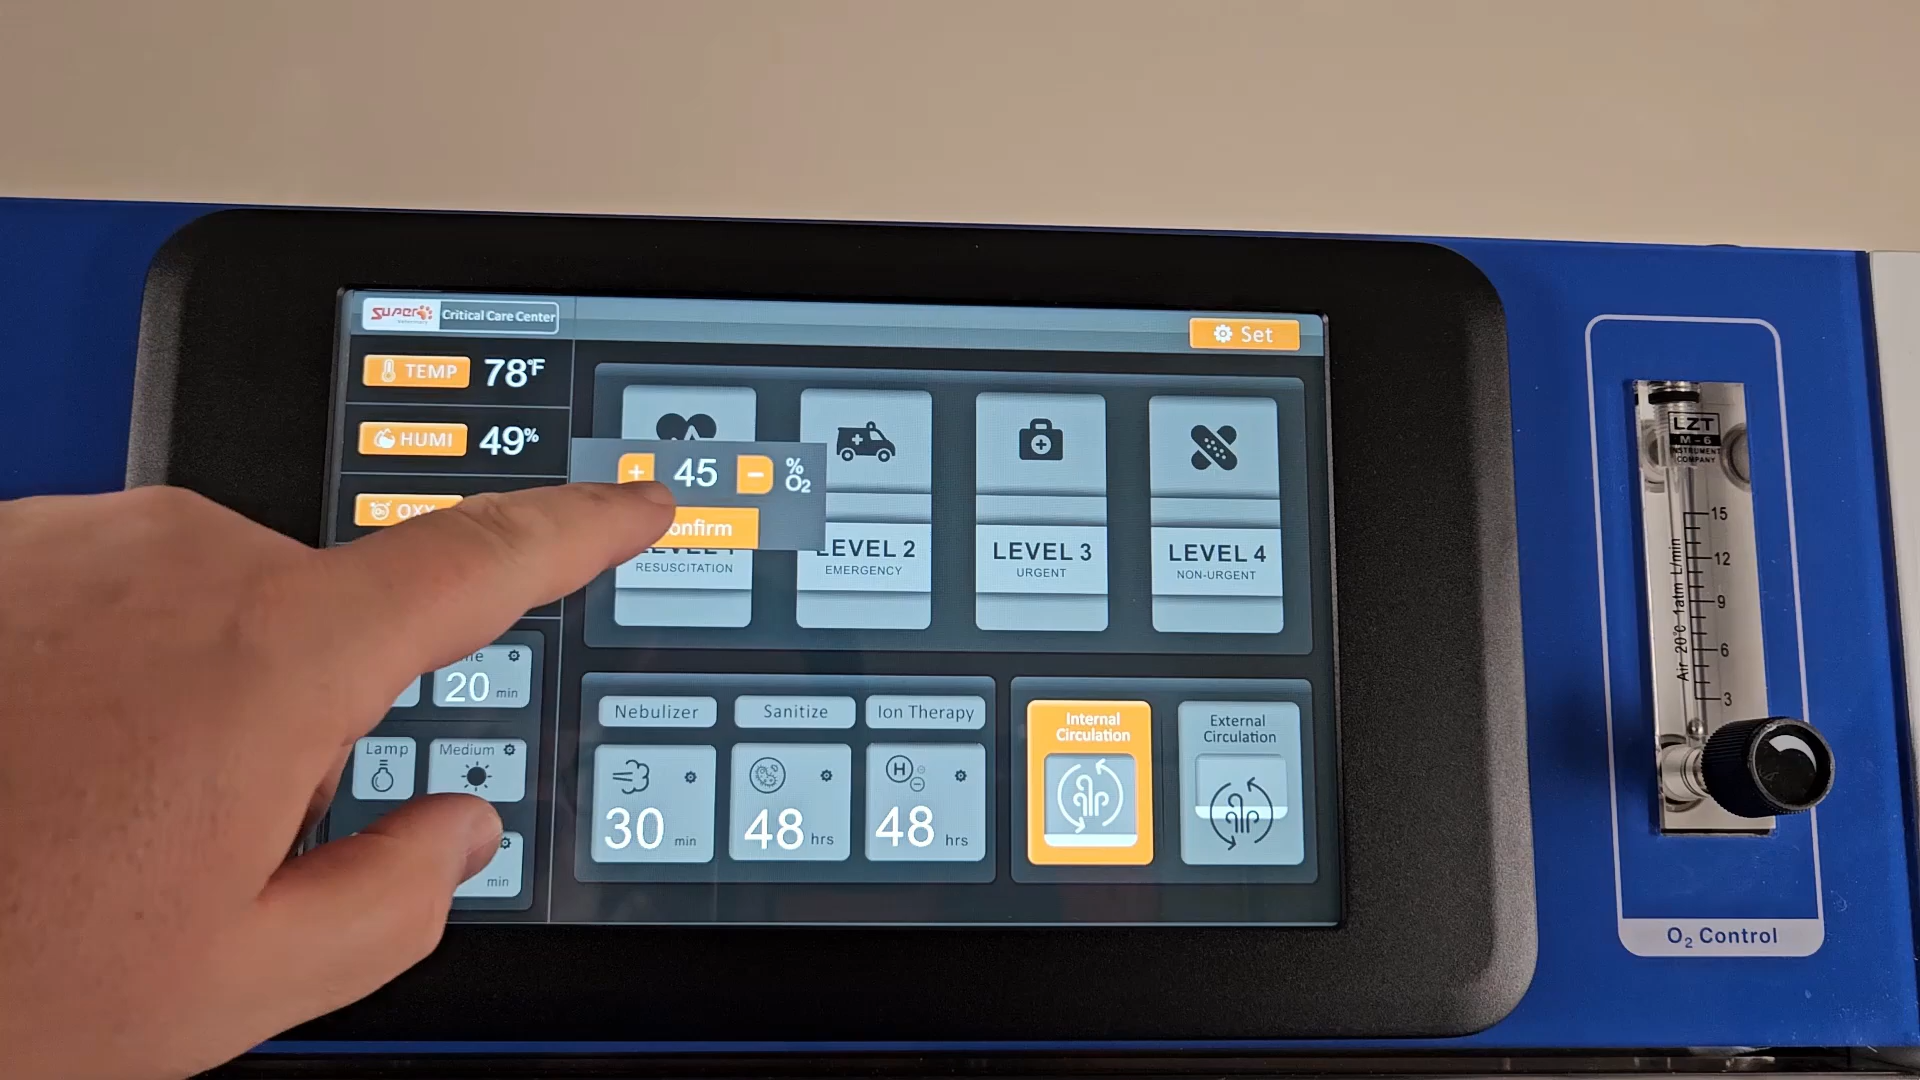 Super Critical Care Center
Set
TEMP 78°F
HUMI 49%
OXY
+ 45 - % O2
onfirm
LEVEL 1
RESUSCITATION
LEVEL 2
EMERGENCY
LEVEL 3
URGENT
LEVEL 4
NON-URGENT
20 min
Lamp
Medium
min
Nebulizer
30 min
Sanitize
48 hrs
Ion Therapy
H
48 hrs
Internal
Circulation
External
Circulation
LZT
M-6
INSTRUMENT
COMPANY
Air 20°C 1atm L/min
15
12
9
6
3
O2 Control